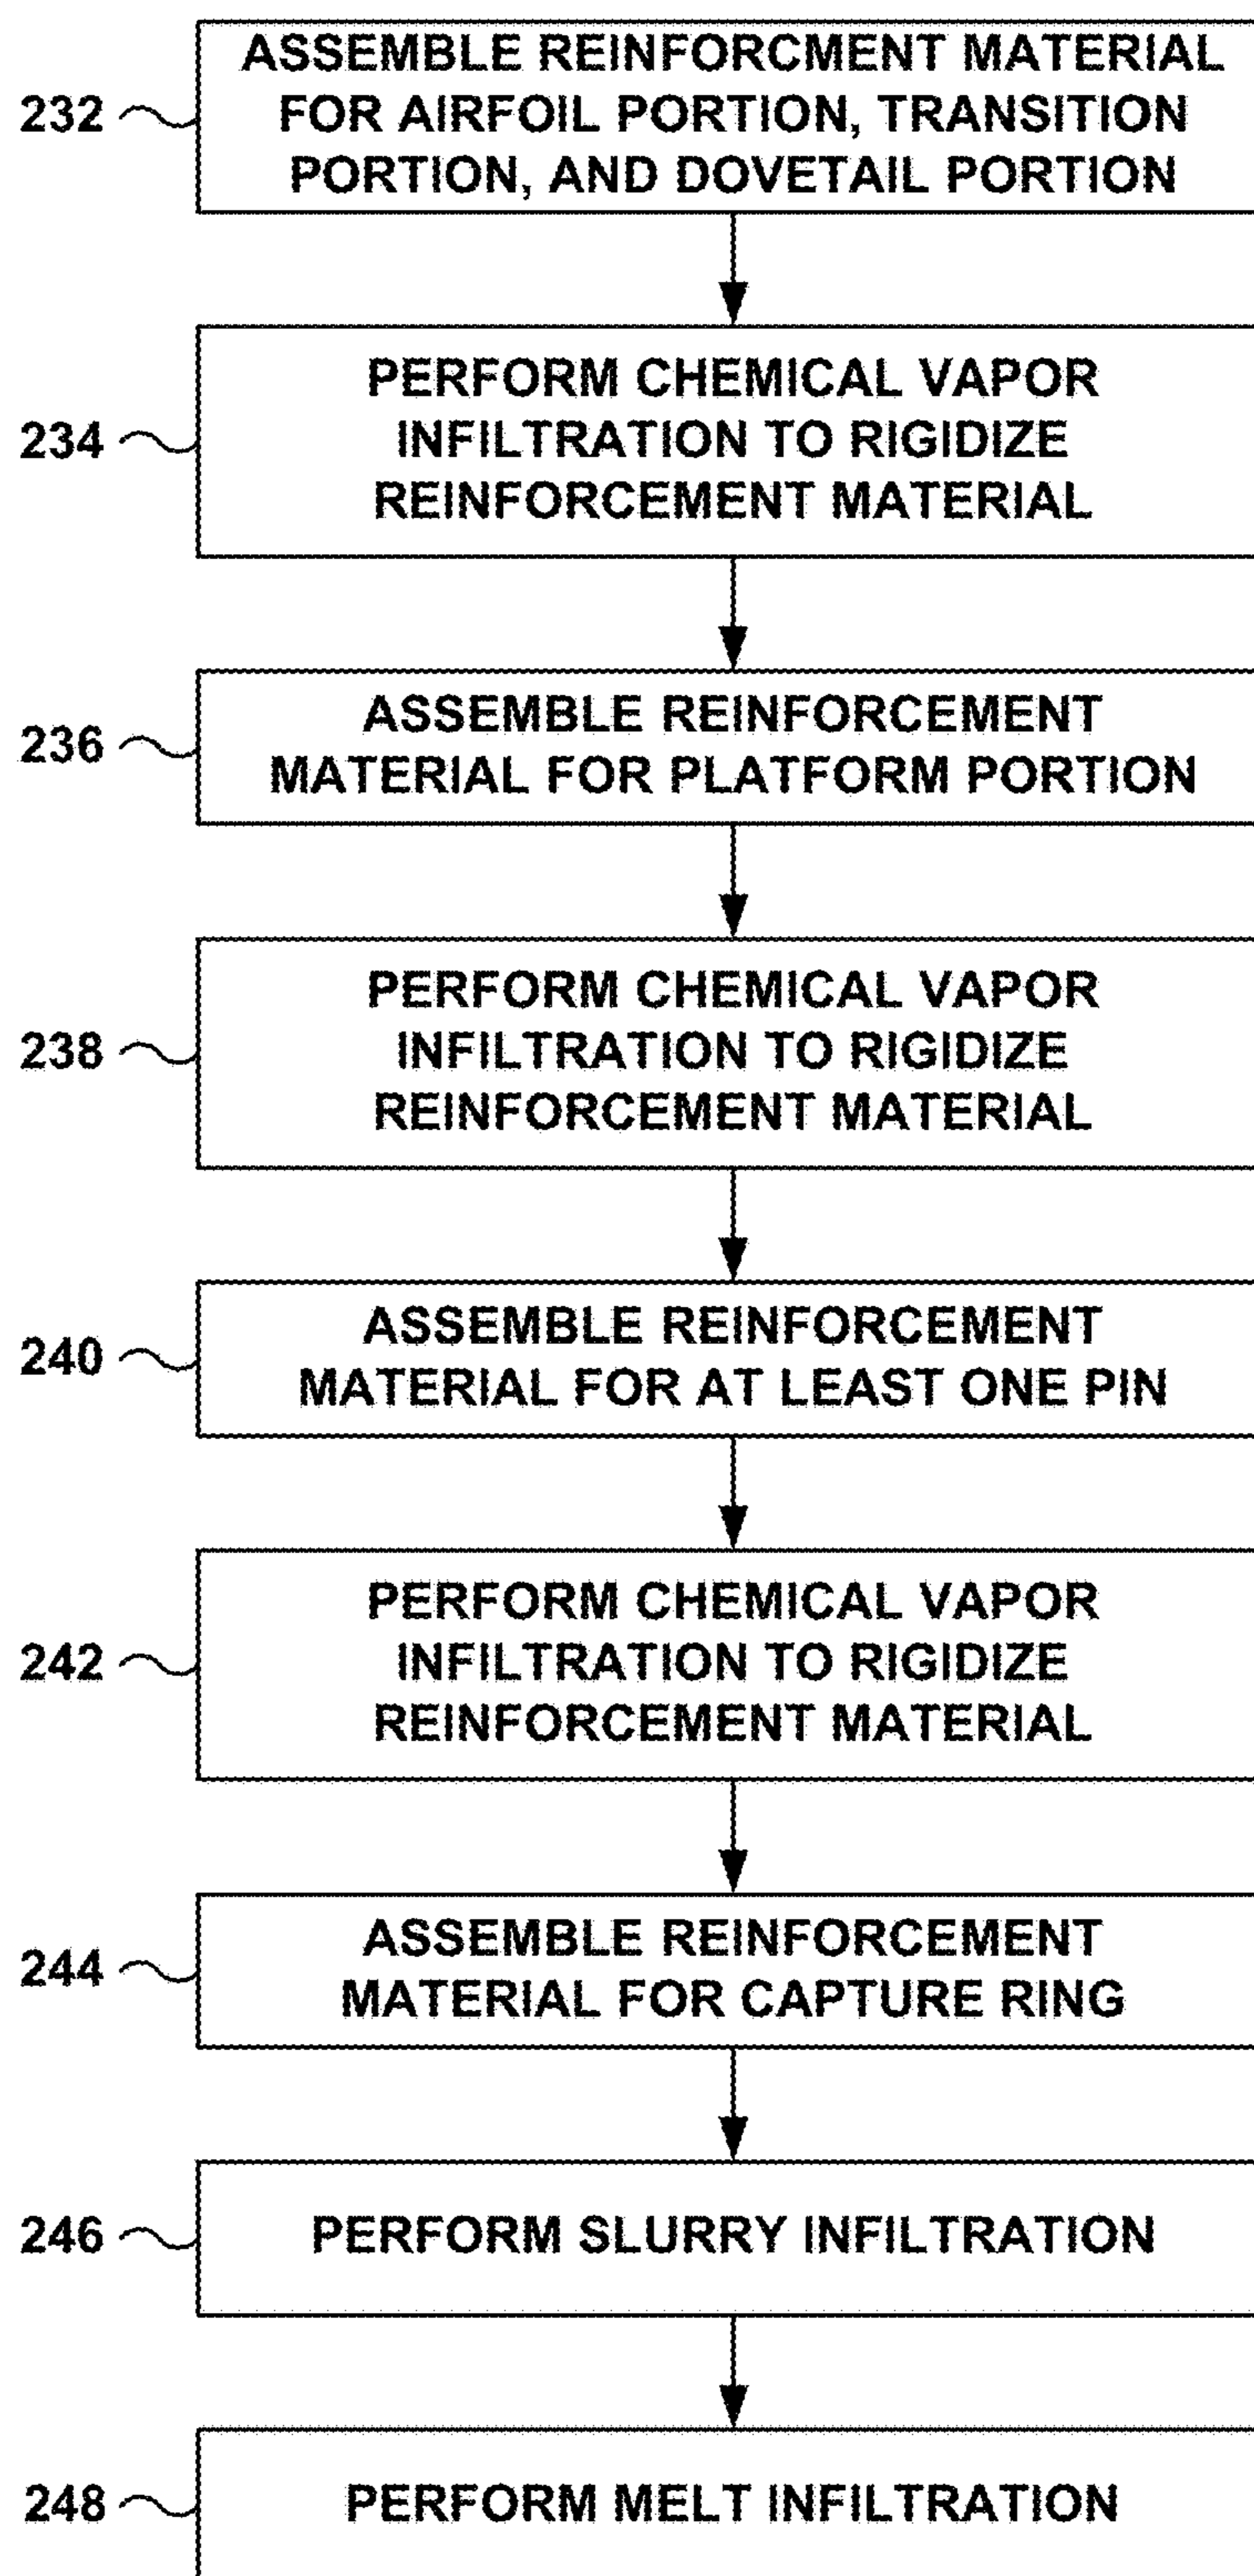 ASSEMBLE REINFORCMENT MATERIAL
232 FOR AIRFOIL PORTION, TRANSITION
PORTION, AND DOVETAIL PORTION
PERFORM CHEMICAL VAPOR
234 INFILTRATION TO RIGIDIZE
REINFORCEMENT MATERIAL
ASSEMBLE REINFORCEMENT
236
MATERIAL FOR PLATFORM PORTION
PERFORM CHEMICAL VAPOR
238 INFILTRATION TO RIGIDIZE
REINFORCEMENT MATERIAL
ASSEMBLE REINFORCEMENT
240
MATERIAL FOR AT LEAST ONE PIN
PERFORM CHEMICAL VAPOR
242 INFILTRATION TO RIGIDIZE
REINFORCEMENT MATERIAL
ASSEMBLE REINFORCEMENT
244
MATERIAL FOR CAPTURE RING
246 PERFORM SLURRY INFILTRATION
248 PERFORM MELT INFILTRATION